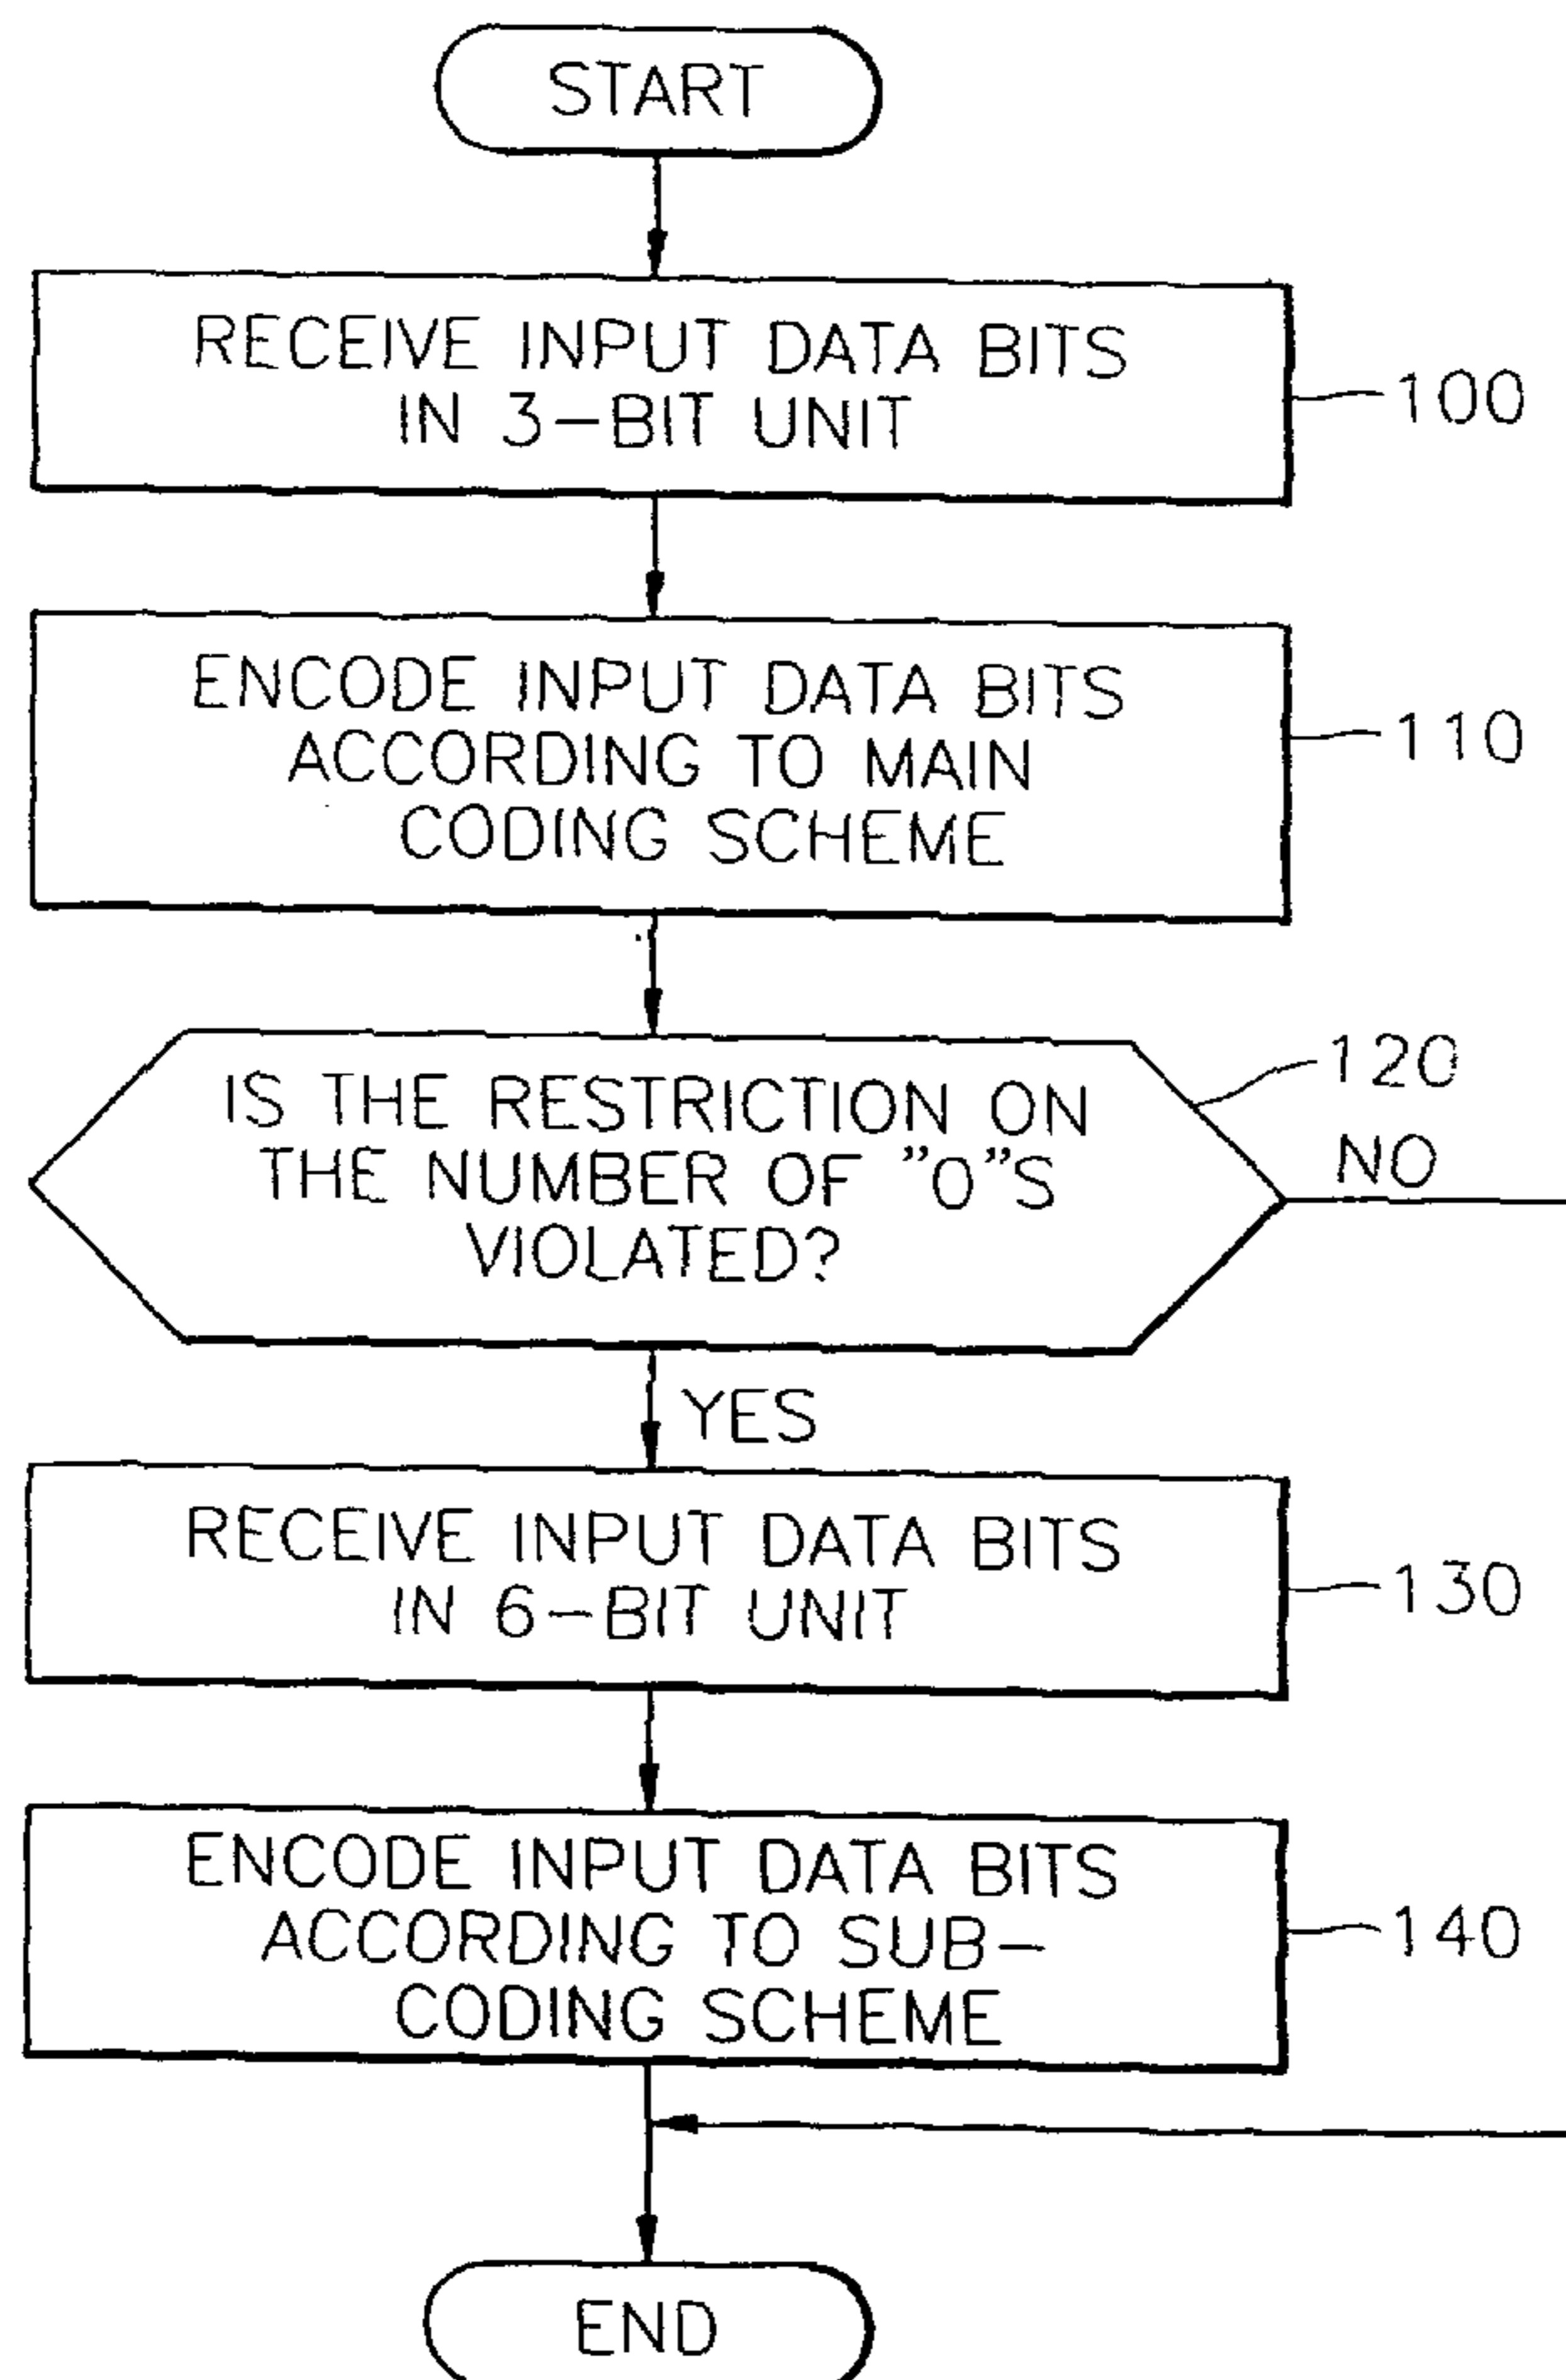 START
RECEIVE INPUT DATA BITS
IN 3-BIT UNIT
100
ENCODE INPUT DATA BITS
ACCORDING TO MAIN
CODING SCHEME
110
IS THE RESTRICTION ON
THE NUMBER OF "0"S
VIOLATED?
120
NO
YES
RECEIVE INPUT DATA BITS
IN 6-BIT UNIT
130
ENCODE INPUT DATA BITS
ACCORDING TO SUB-
CODING SCHEME
140
END